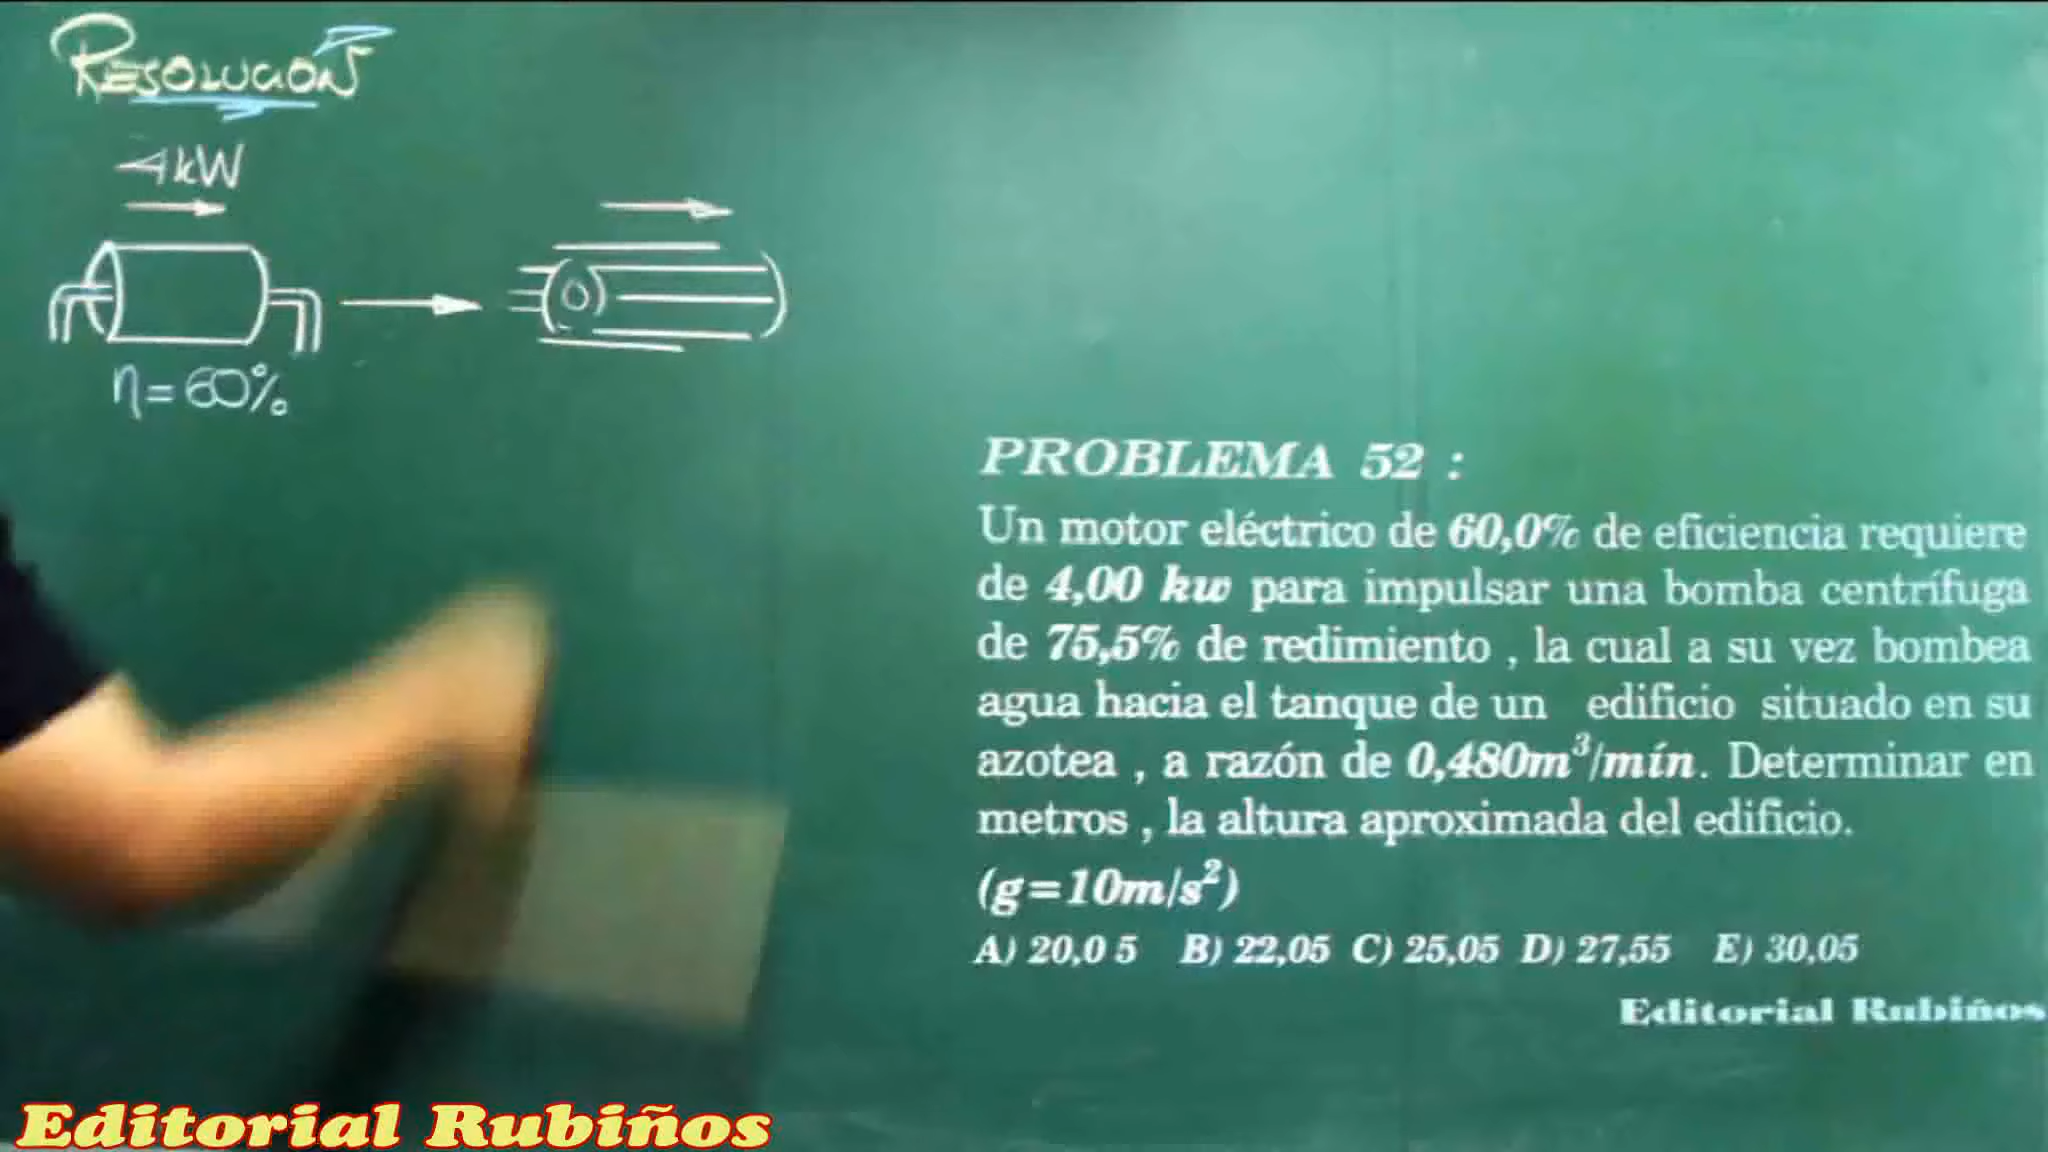 RESOLUCIÓN
4kW
η=60%
PROBLEMA 52 :
Un motor eléctrico de 60,0% de eficiencia requiere
de 4,00 kw para impulsar una bomba centrífuga
de 75,5% de redimiento , la cual a su vez bombea
agua hacia el tanque de un edificio situado en su
azotea , a razón de 0,480m³/mín. Determinar en
metros , la altura aproximada del edificio.
(g=10m/s²)
A) 20,0 5 B) 22,05 C) 25,05 D) 27,55 E) 30,05
Editorial Rubiños
Editorial Rubiños